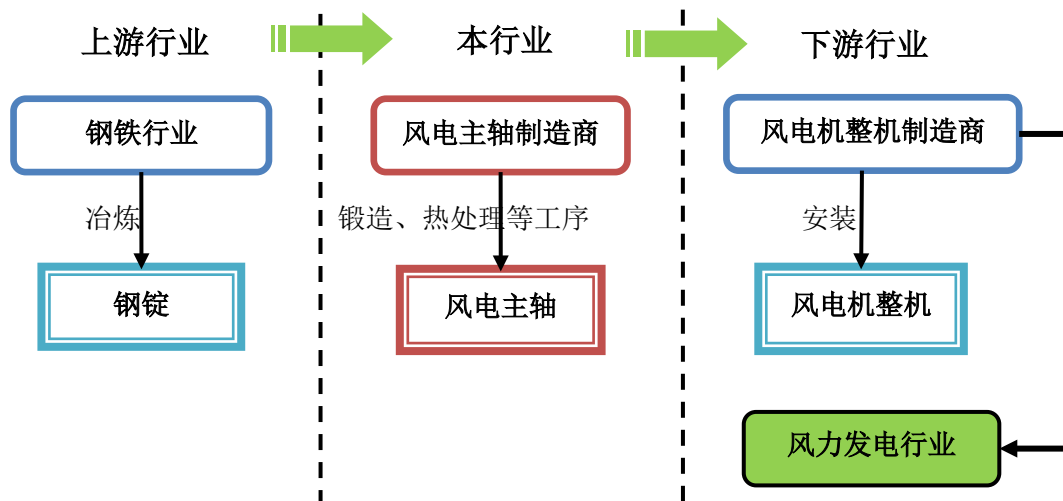 上游行业
本行业
下游行业
钢铁行业
风电主轴制造商
风电机整机制造商
冶炼
锻造、热处理等工序
安装
钢锭
风电主轴
风电机整机
风力发电行业